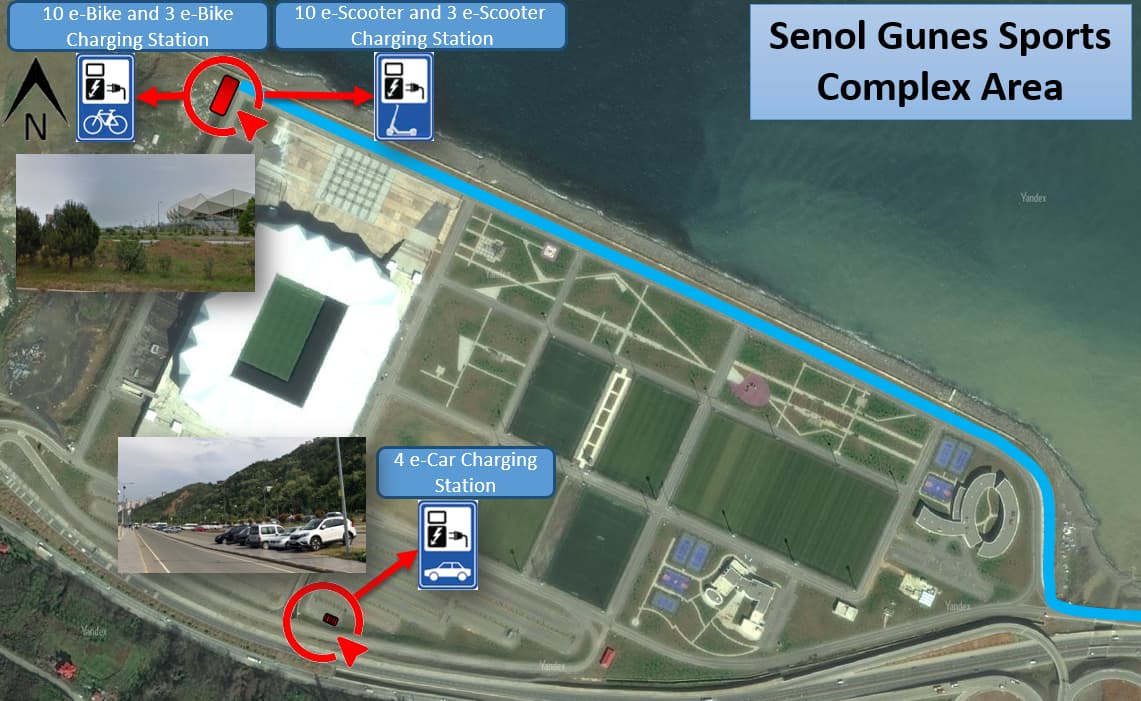 10 e-Bike and 3 e-Bike
Charging Station
10 e-Scooter and 3 e-Scooter
Charging Station
Senol Gunes Sports
Complex Area
N
Yandex
Yandex
4 e-Car Charging
Station
Yandex
Yandex
Yandex